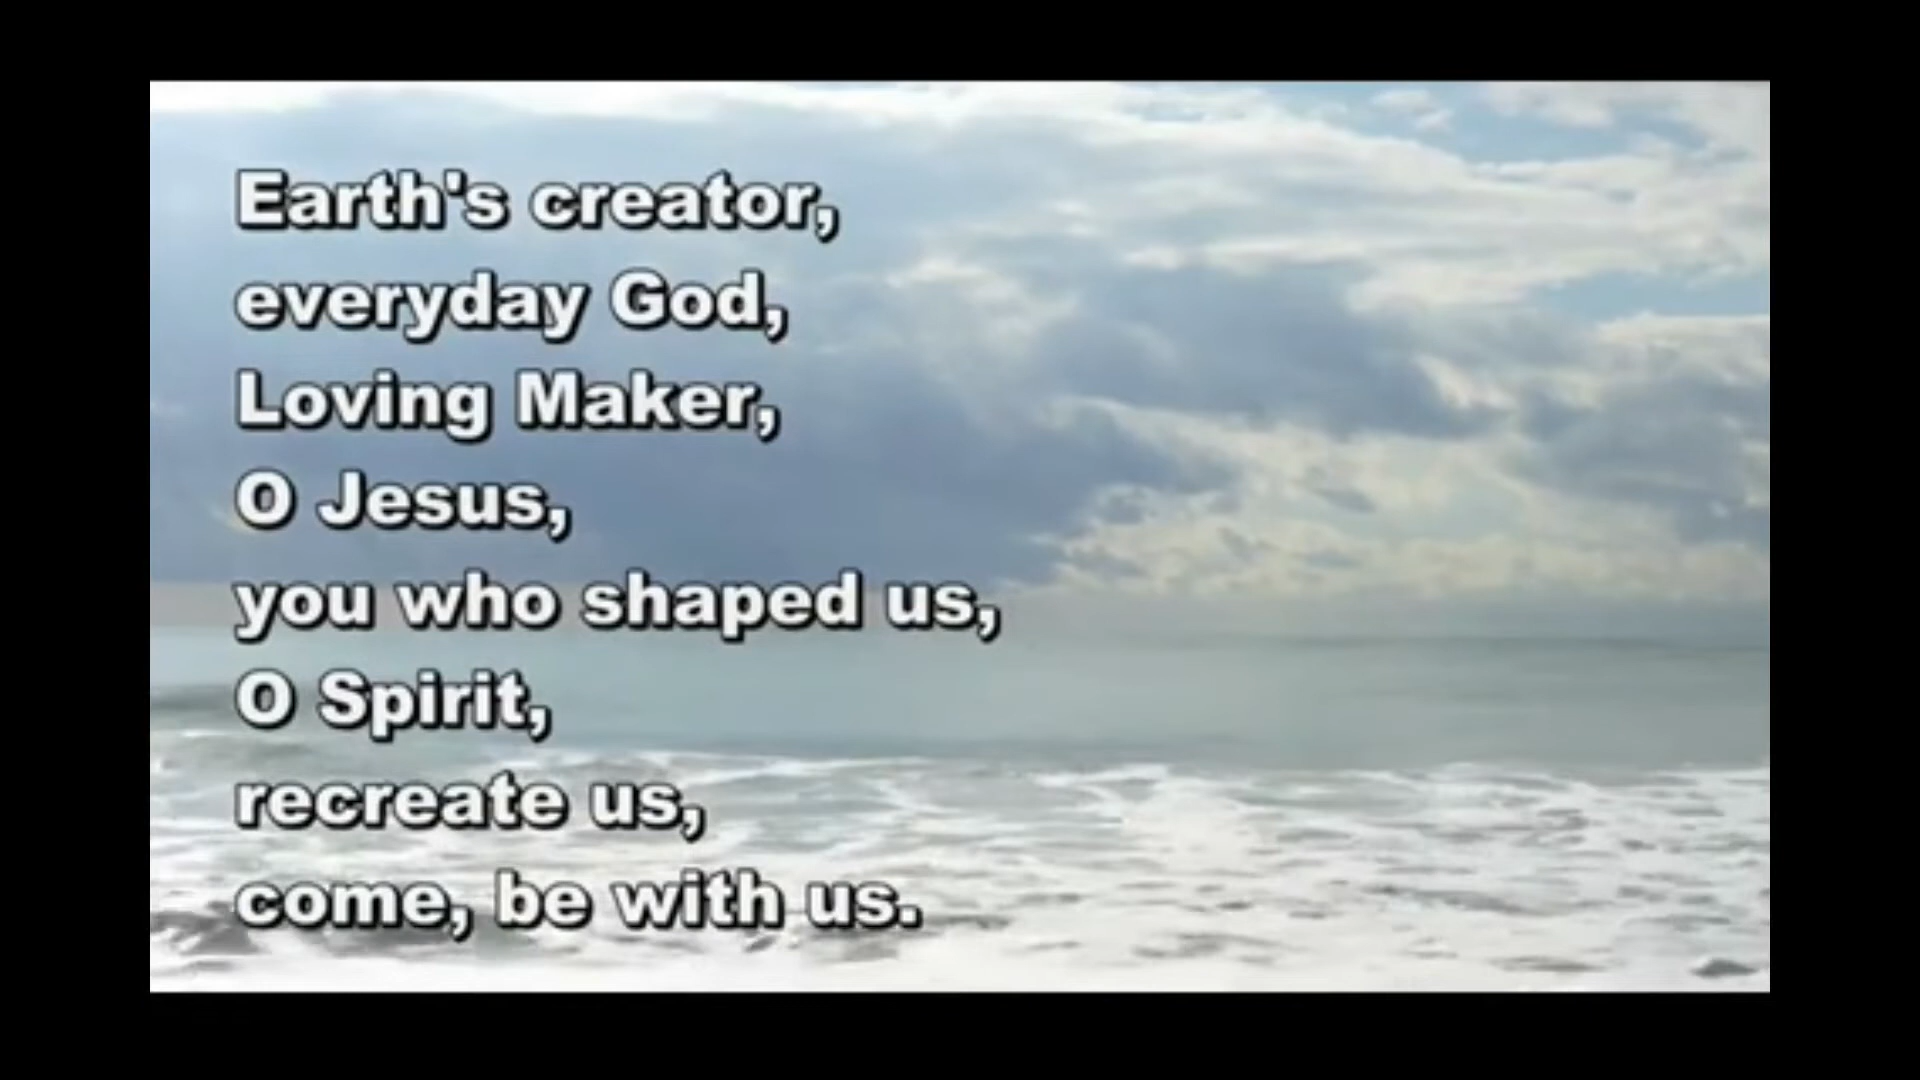 Earth's creator,
everyday God,
Loving Maker,
O Jesus,
you who shaped us,
O Spirit,
recreate us,
come, be with us.